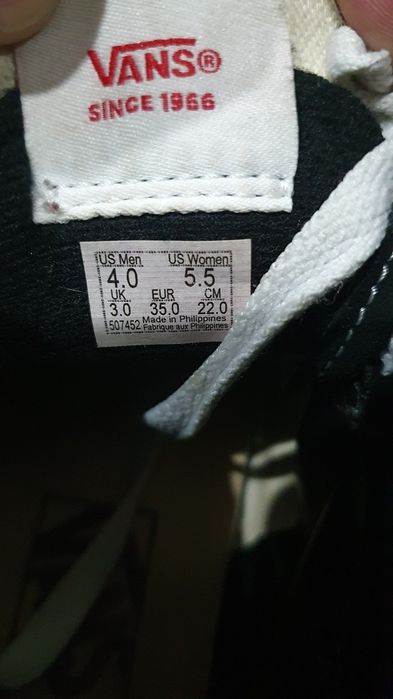 VANS®
SINCE 1966
US Men US Women
4.0 5.5
UK EUR CM
3.0 35.0 22.0
507452 Made in Philippines
Fabrique aux Philippines